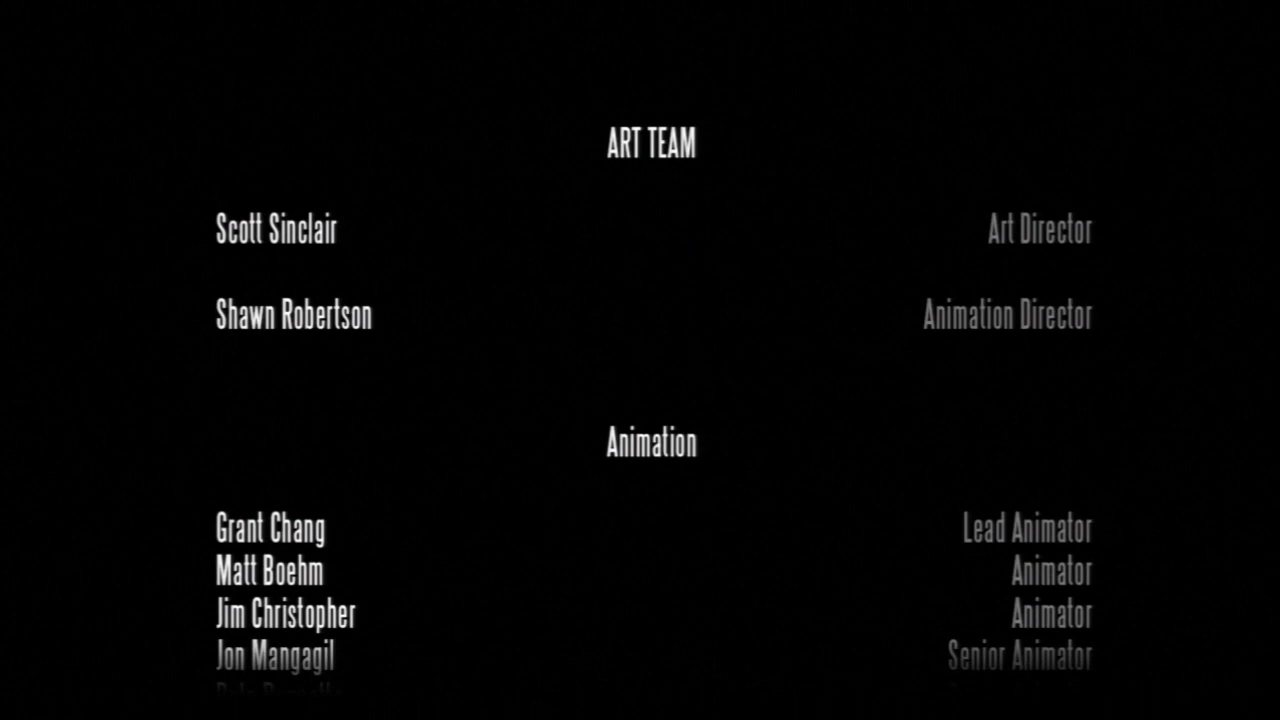 ART TEAM
Scott Sinclair Art Director
Shawn Robertson Animation Director
Animation
Grant Chang Lead Animator
Matt Boehm Animator
Jim Christopher Animator
Jon Mangagil Senior Animator